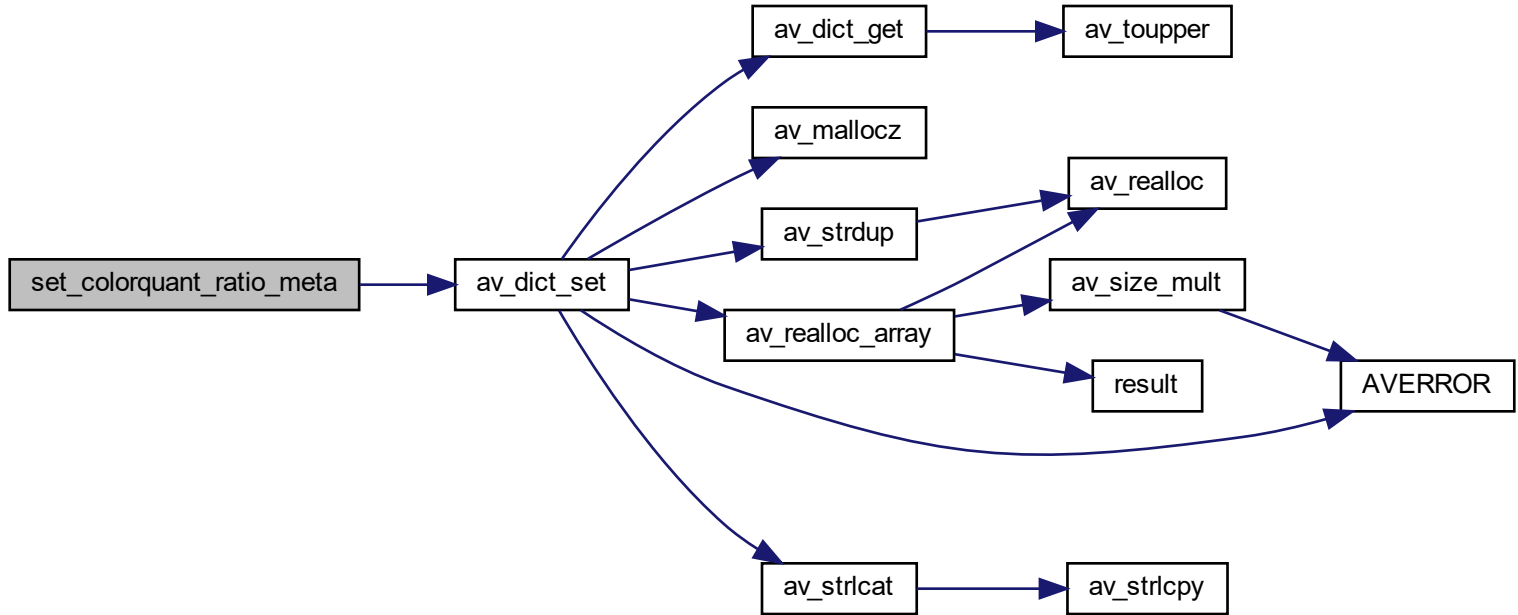 av_dict_get
av_toupper
av_mallocz
av_realloc
av_strdup
set_colorquant_ratio_meta
av_dict_set
av_size_mult
av_realloc_array
result
AVERROR
av_strlcat
av_strlcpy